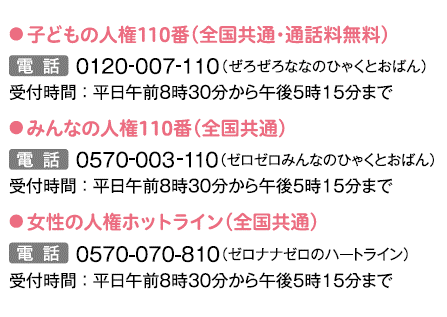 ●子どもの人権110番（全国共通・通話料無料）
電 話 0120-007-110（ぜろぜろななのひゃくとおばん）
受付時間：平日午前8時30分から午後5時15分まで
●みんなの人権110番（全国共通）
電 話 0570-003-110（ゼロゼロみんなのひゃくとおばん）
受付時間：平日午前8時30分から午後5時15分まで
●女性の人権ホットライン（全国共通）
電 話 0570-070-810（ゼロナナゼロのハートライン）
受付時間：平日午前8時30分から午後5時15分まで